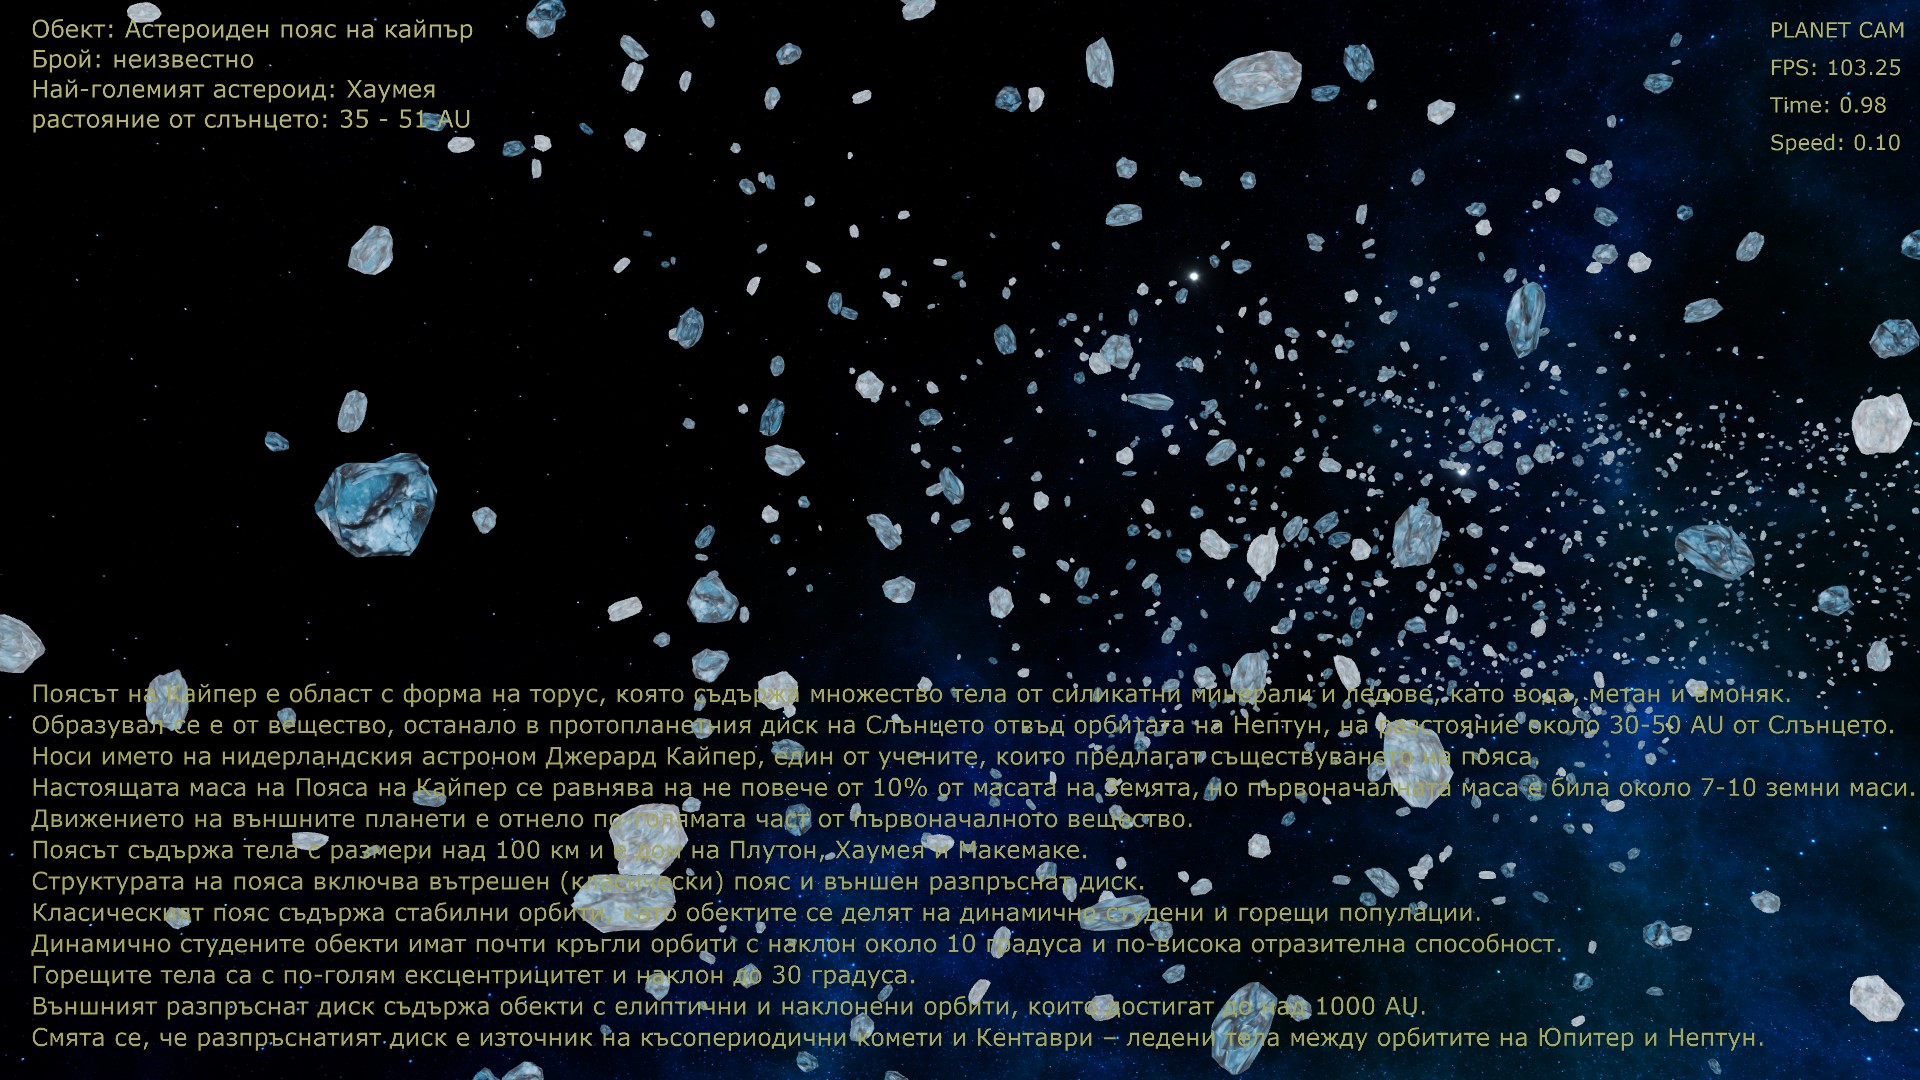 Обект: Астероиден пояс на кайпър
Брой: неизвестно
Най-големият астероид: Хаумея
растояние от слънцето: 35 - 51 AU
PLANET CAM
FPS: 103.25
Time: 0.98
Speed: 0.10
Поясът на Кайпер е област с форма на торус, която съдържа множество тела от силикатни минерали и ледове, като вода, метан и амоняк.
Образувал се е от вещество, останало в протопланетния диск на Слънцето отвъд орбитата на Нептун, на разстояние около 30-50 AU от Слънцето.
Носи името на нидерландския астроном Джерард Кайпер, един от учените, които предлагат съществуването на пояса.
Настоящата маса на Пояса на Кайпер се равнява на не повече от 10% от масата на Земята, но първоначалната маса е била около 7-10 земни маси.
Движението на външните планети е отнело по-голямата част от първоначалното вещество.
Поясът съдържа тела с размери над 100 км и е дом на Плутон, Хаумея и Макемаке.
Структурата на пояса включва вътрешен (класически) пояс и външен разпръснат диск.
Класическият пояс съдържа стабилни орбити, като обектите се делят на динамично студени и горещи популации.
Динамично студените обекти имат почти кръгли орбити с наклон около 10 градуса и по-висока отразителна способност.
Горещите тела са с по-голям ексцентрицитет и наклон до 30 градуса.
Външният разпръснат диск съдържа обекти с елиптични и наклонени орбити, които достигат до над 1000 AU.
Смята се, че разпръснатият диск е източник на късопериодични комети и Кентаври – ледени тела между орбитите на Юпитер и Нептун.